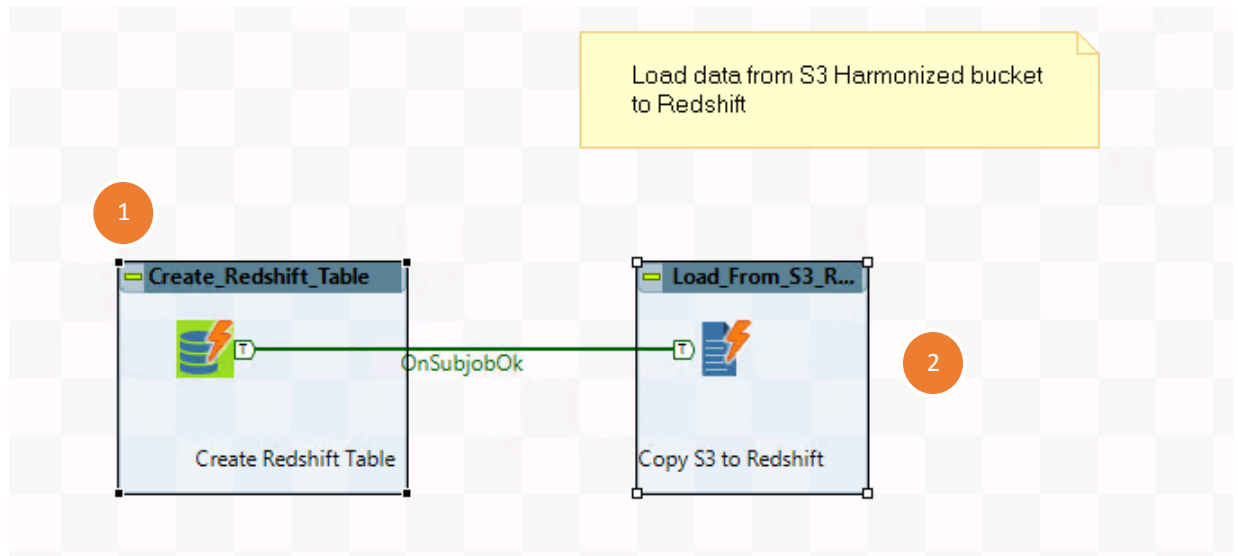 Load data from S3 Harmonized bucket
to Redshift
1
Create_Redshift_Table
Load_From_S3_R...
T
OnSubjobOk
T
2
Create Redshift Table
Copy S3 to Redshift